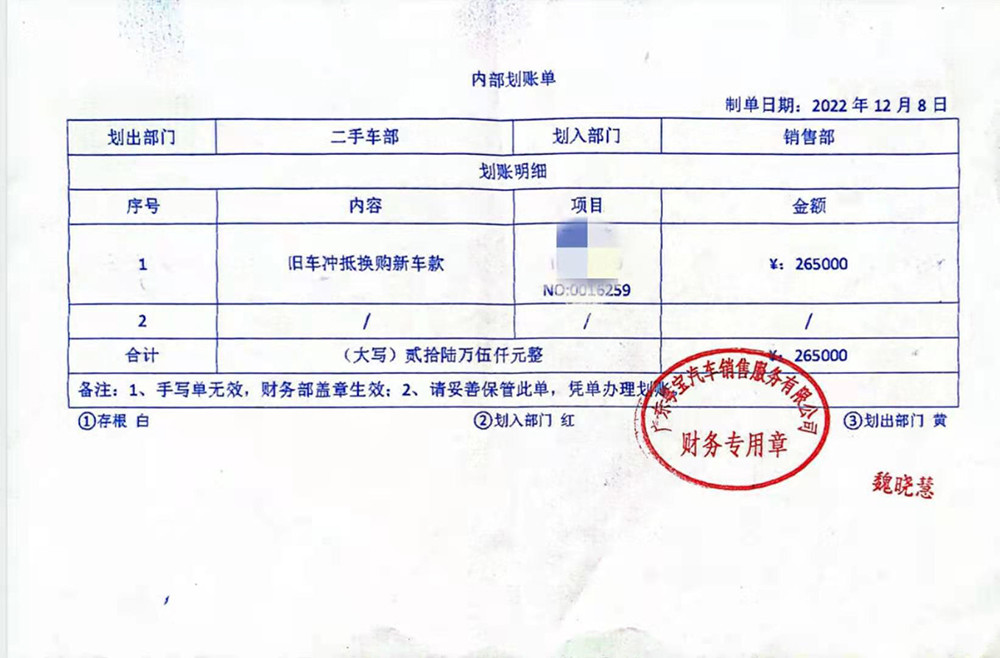 内部划账单
制单日期：2022 年 12 月 8 日
划出部门 二手车部 划入部门 销售部
划账明细
序号 内容 项目 金额
1 旧车冲抵换购新车款 NO:0016259 ¥：265000
2 / / /
合计 （大写）贰拾陆万伍仟元整 ¥：265000
备注：1、手写单无效，财务部盖章生效；2、请妥善保管此单，凭单办理划账
①存根 白 ②划入部门 红 ③划出部门 黄
广东 宝汽车销售服务有限公司
财务专用章
魏晓慧